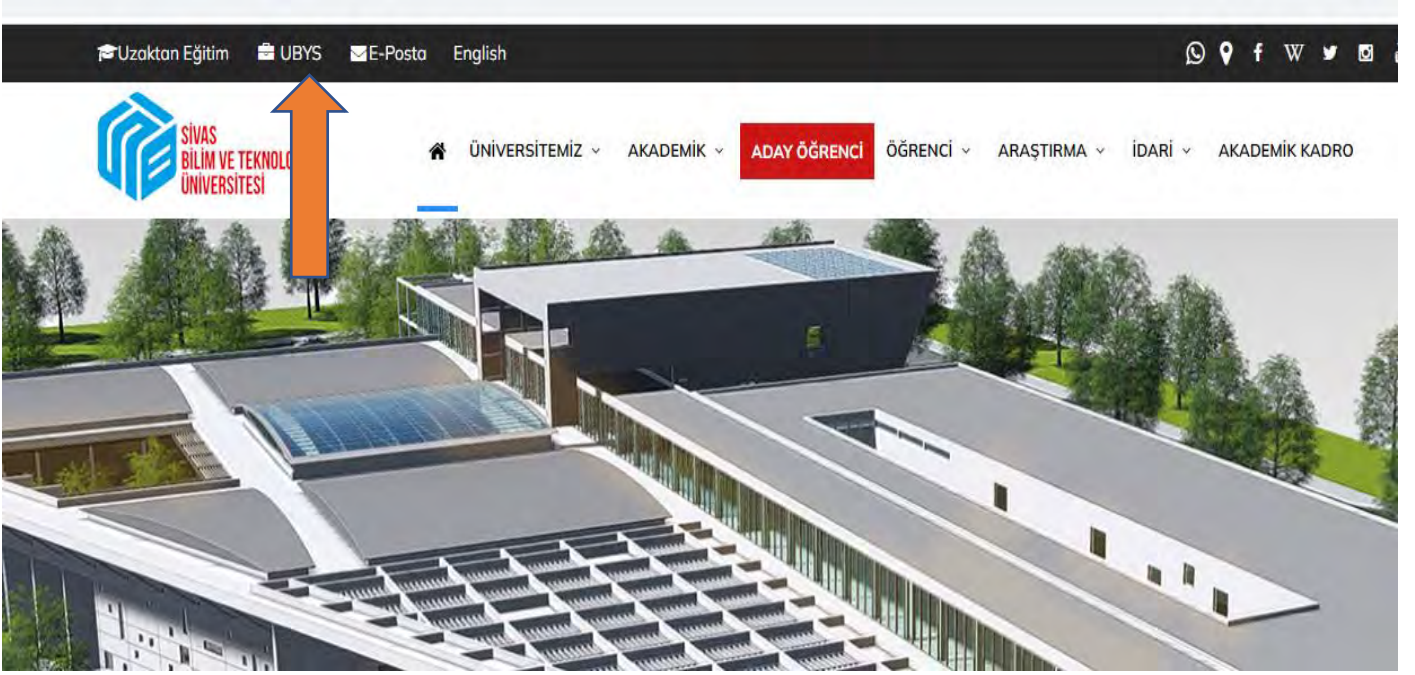 Uzaktan Eğitim UBYS E-Posta English
SİVAS
BİLİM VE TEKNOLO
ÜNİVERSİTESİ
ÜNİVERSİTEMİZ AKADEMİK ADAY ÖĞRENCİ ÖĞRENCİ ARAŞTIRMA İDARİ AKADEMİK KADRO